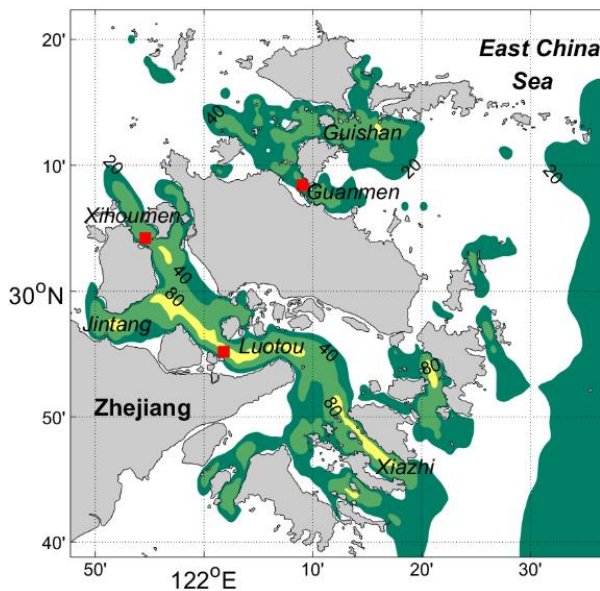 20'
East China
Sea
40
Guishan
10'
20
20
20
Guanmen
Xihoumen
40
30°N
80
Jintang
Luotou
40
80
Zhejiang
80
50'
Xiazhi
40'
50'
122°E
10'
20'
30'